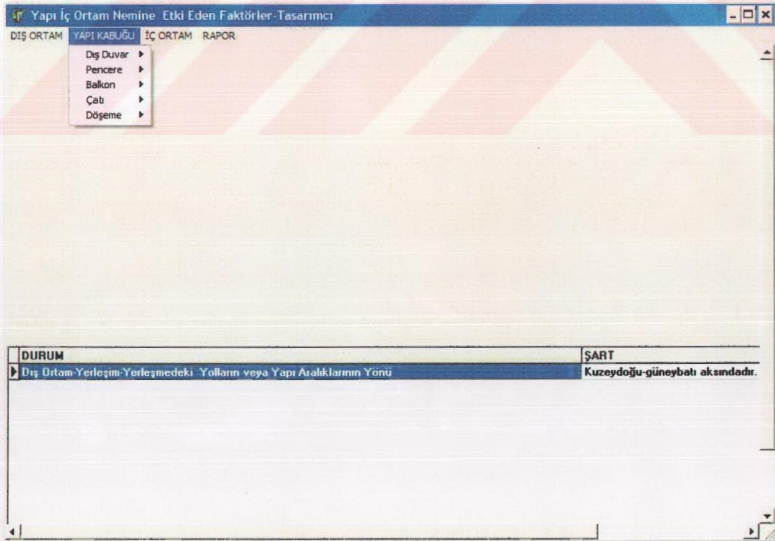 Yapı İç Ortam Nemine Etki Eden Faktörler-Tasarımcı
DIŞ ORTAM YAPI KABUĞU İÇ ORTAM RAPOR
Dış Duvar
Pencere
Balkon
Çatı
Döşeme
DURUM ŞART
Dış Ortam-Yerleşim-Yerleşmedeki Yolların veya Yapı Aralıklarının Yönü Kuzeydoğu-güneybatı aksındadır.